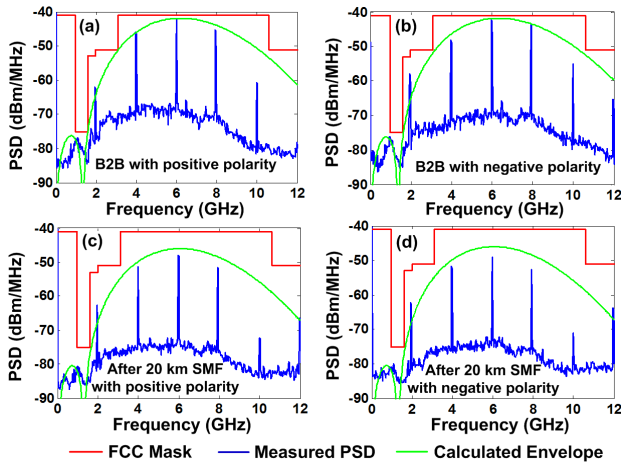 (a)
PSD (dBm/MHz)
-40
-50
-60
-70
-80
-90
B2B with positive polarity
0 2 4 6 8 10 12
Frequency (GHz)
(b)
PSD (dBm/MHz)
-40
-50
-60
-70
-80
-90
B2B with negative polarity
0 2 4 6 8 10 12
Frequency (GHz)
(c)
PSD (dBm/MHz)
-40
-50
-60
-70
-80
-90
After 20 km SMF
with positive polarity
0 2 4 6 8 10 12
Frequency (GHz)
(d)
PSD (dBm/MHz)
-40
-50
-60
-70
-80
-90
After 20 km SMF
with negative polarity
0 2 4 6 8 10 12
Frequency (GHz)
FCC Mask Measured PSD Calculated Envelope